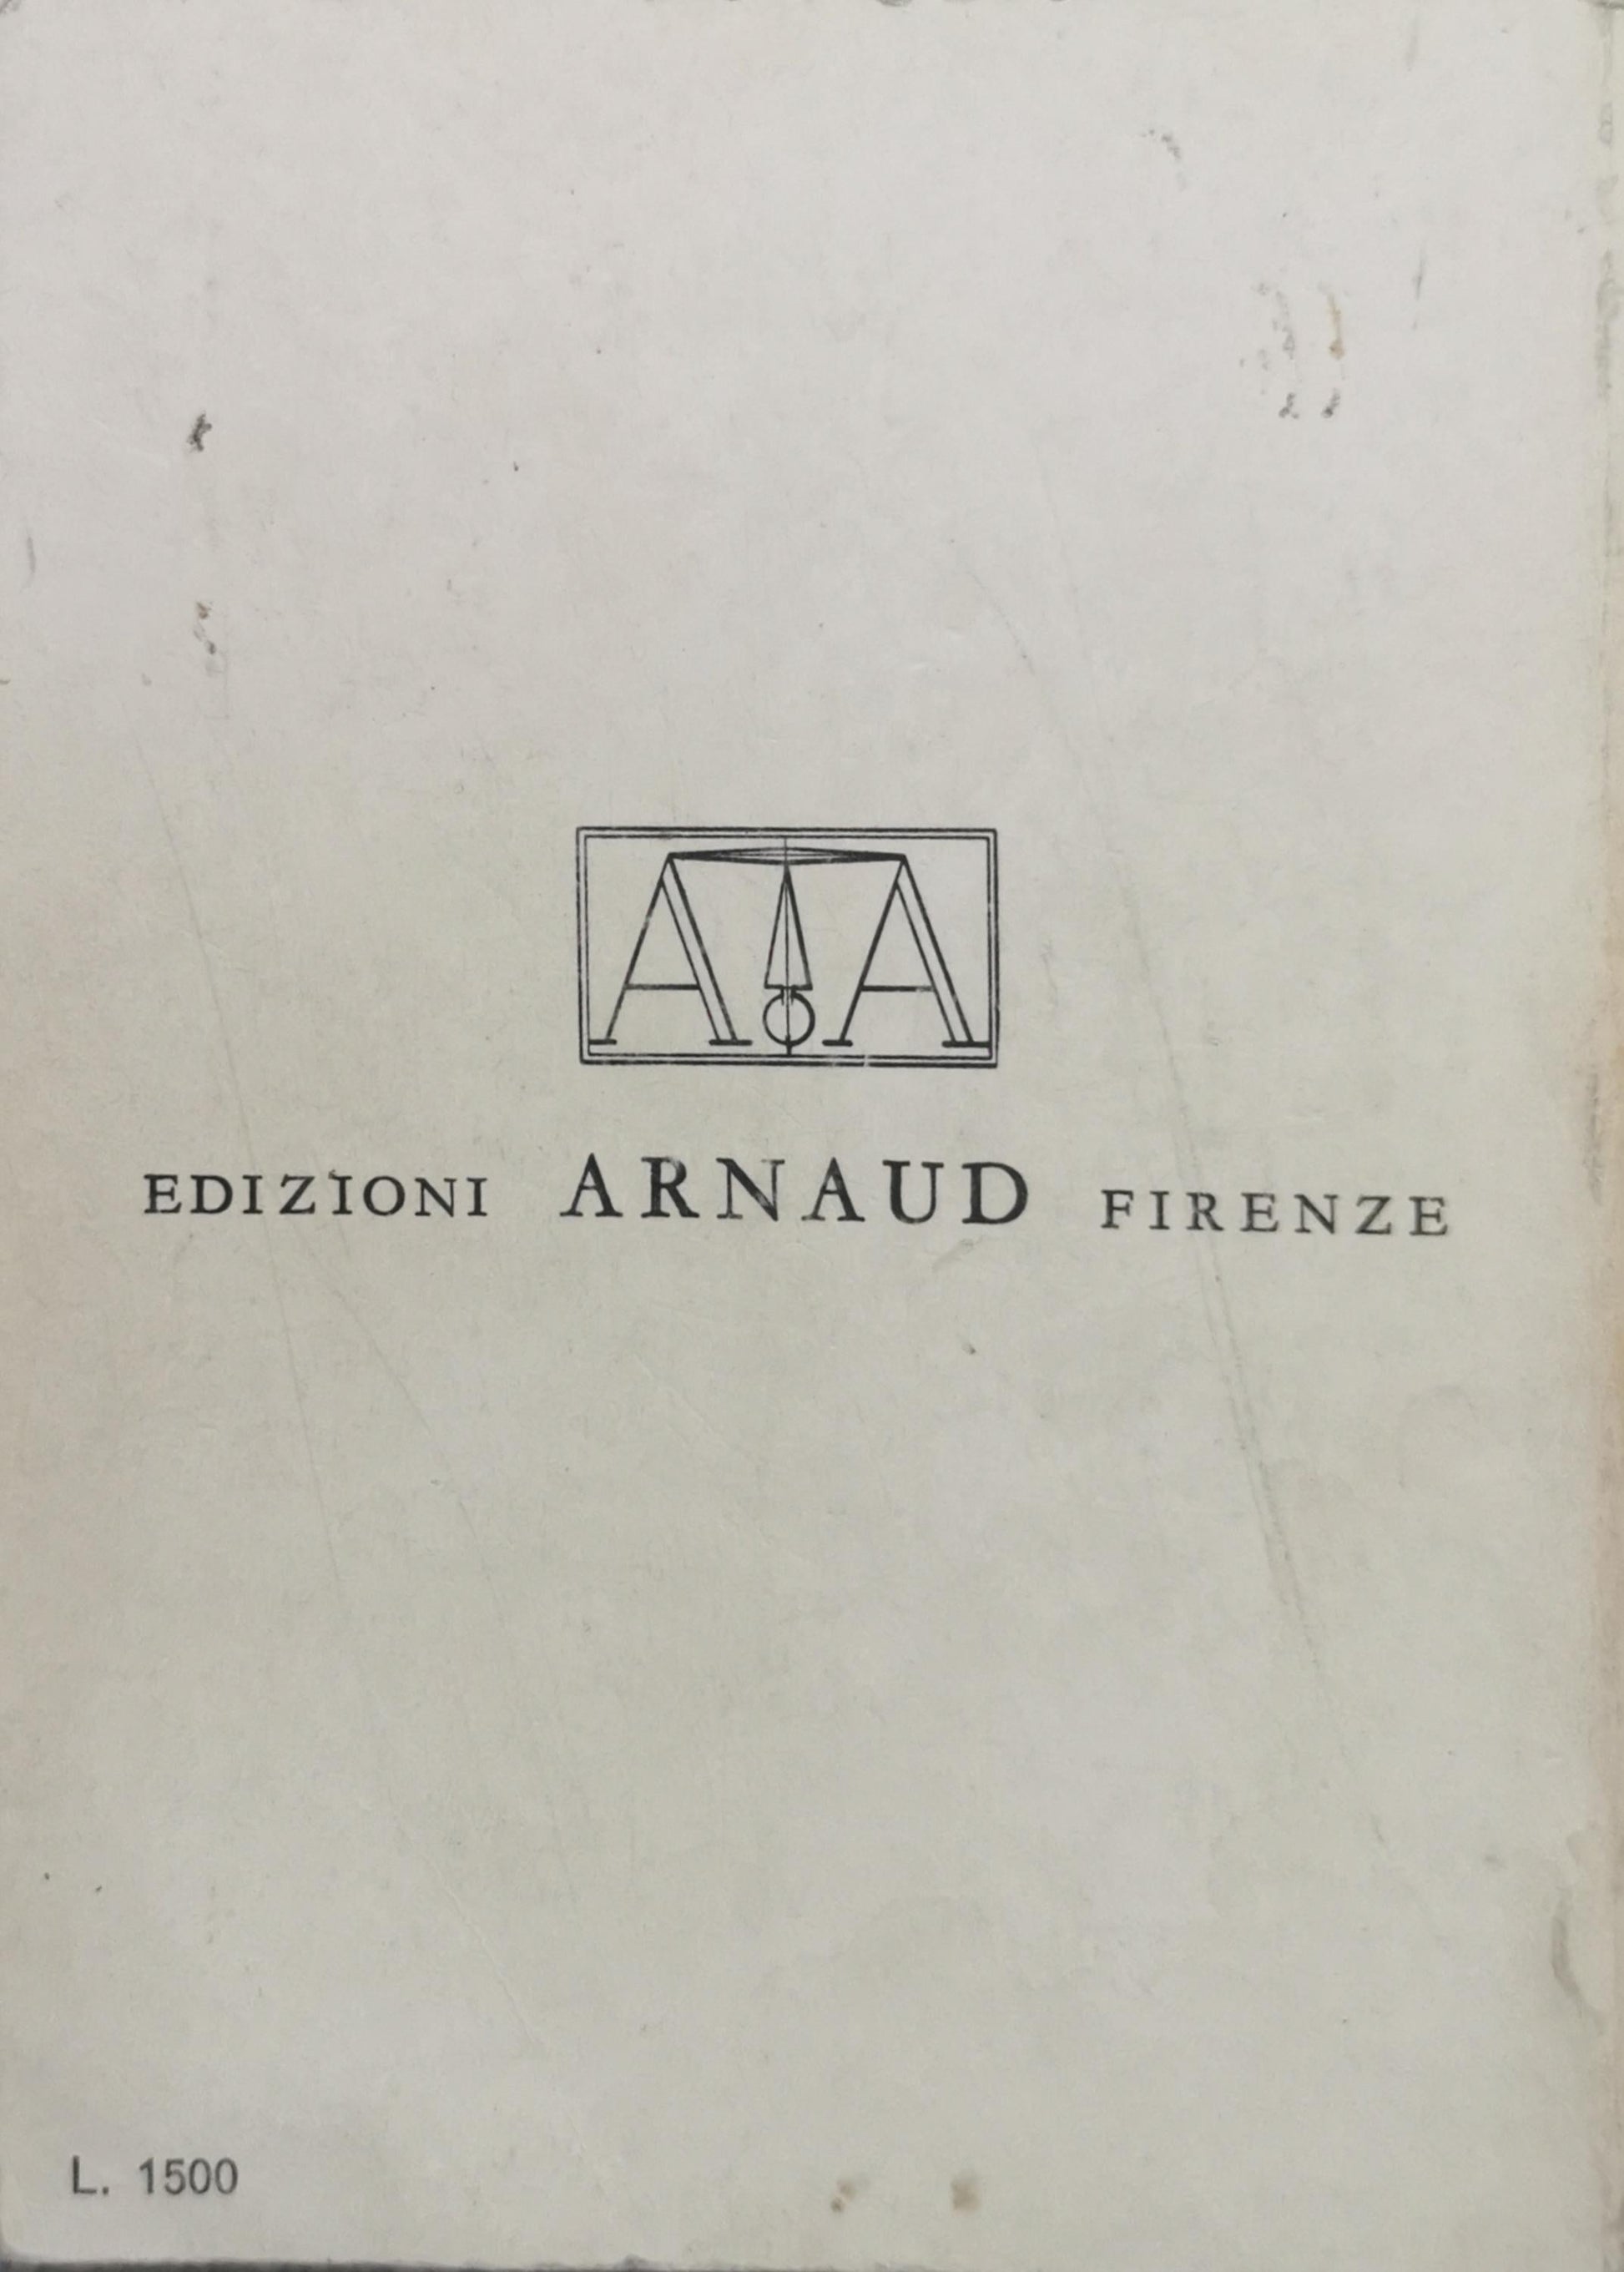 A A
EDIZIONI ARNAUD FIRENZE
L. 1500